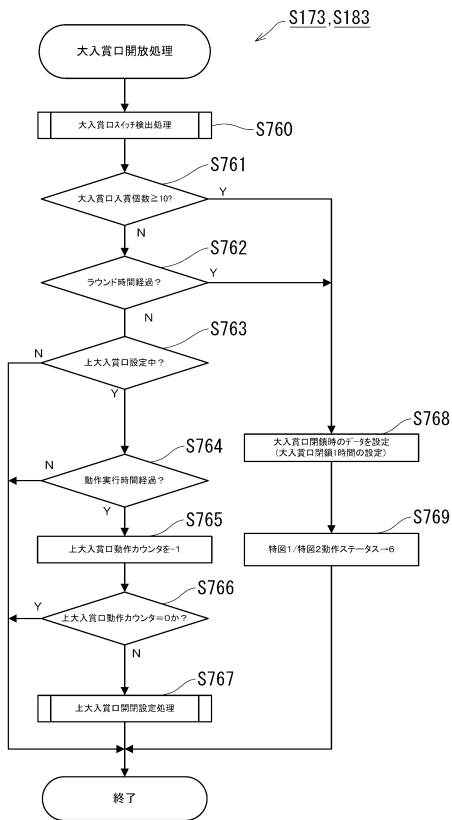 S173,S183
大入賞口開放処理
大入賞口スイッチ検出処理
S760
S761
大入賞口入賞個数≧10?
Y
N
S762
ラウンド時間経過?
Y
N
S763
上大入賞口設定中?
N
Y
S764
動作実行時間経過?
N
Y
S765
上大入賞口動作カウンタを-1
S766
上大入賞口動作カウンタ=0か?
Y
N
S767
上大入賞口開閉設定処理
S768
大入賞口閉鎖時のデータを設定
(大入賞口閉鎖1時間の設定)
S769
特図1/特図2動作ステータス→6
終了